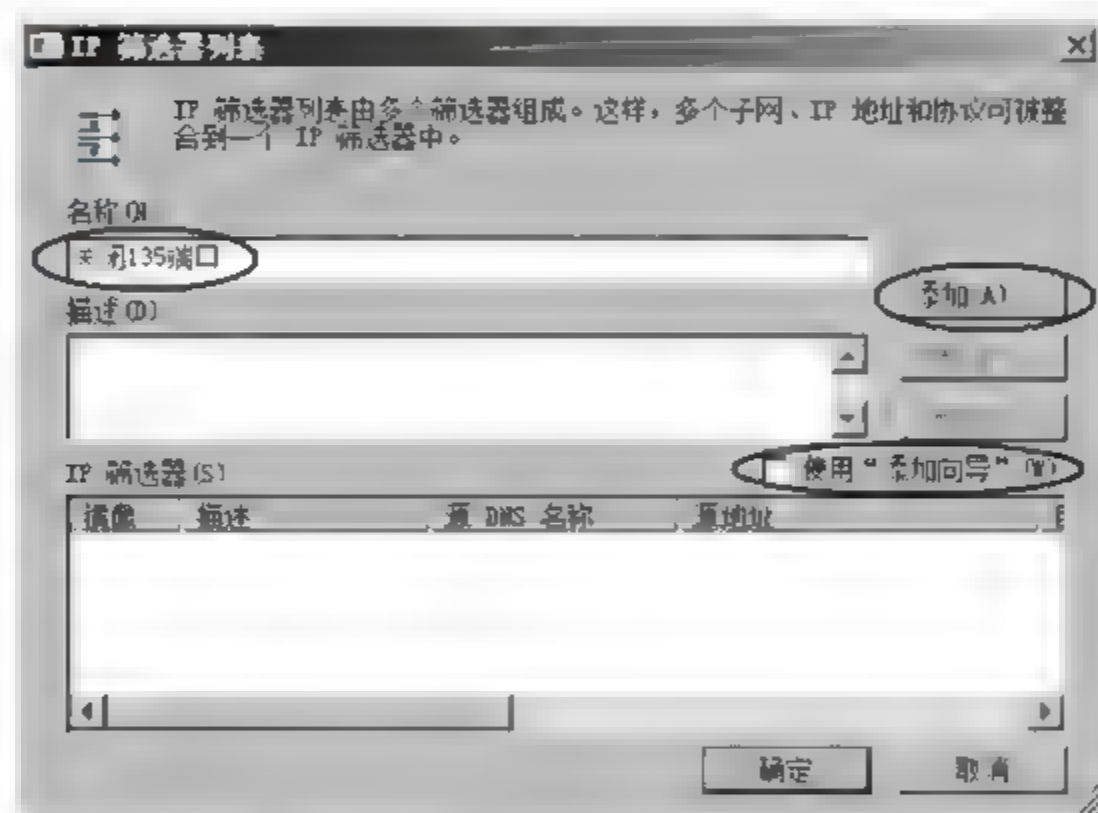 IP 筛选器列表
IP 筛选器列表由多个筛选器组成。这样，多个子网、IP 地址和协议可被整
合到一个 IP 筛选器中。
名称(N
135端口
添加 A)
描述(D)
IP 筛选器(S)
使用“添加向导” (W)
镜像 描述 源 DNS 名称 源地址
确定 取消